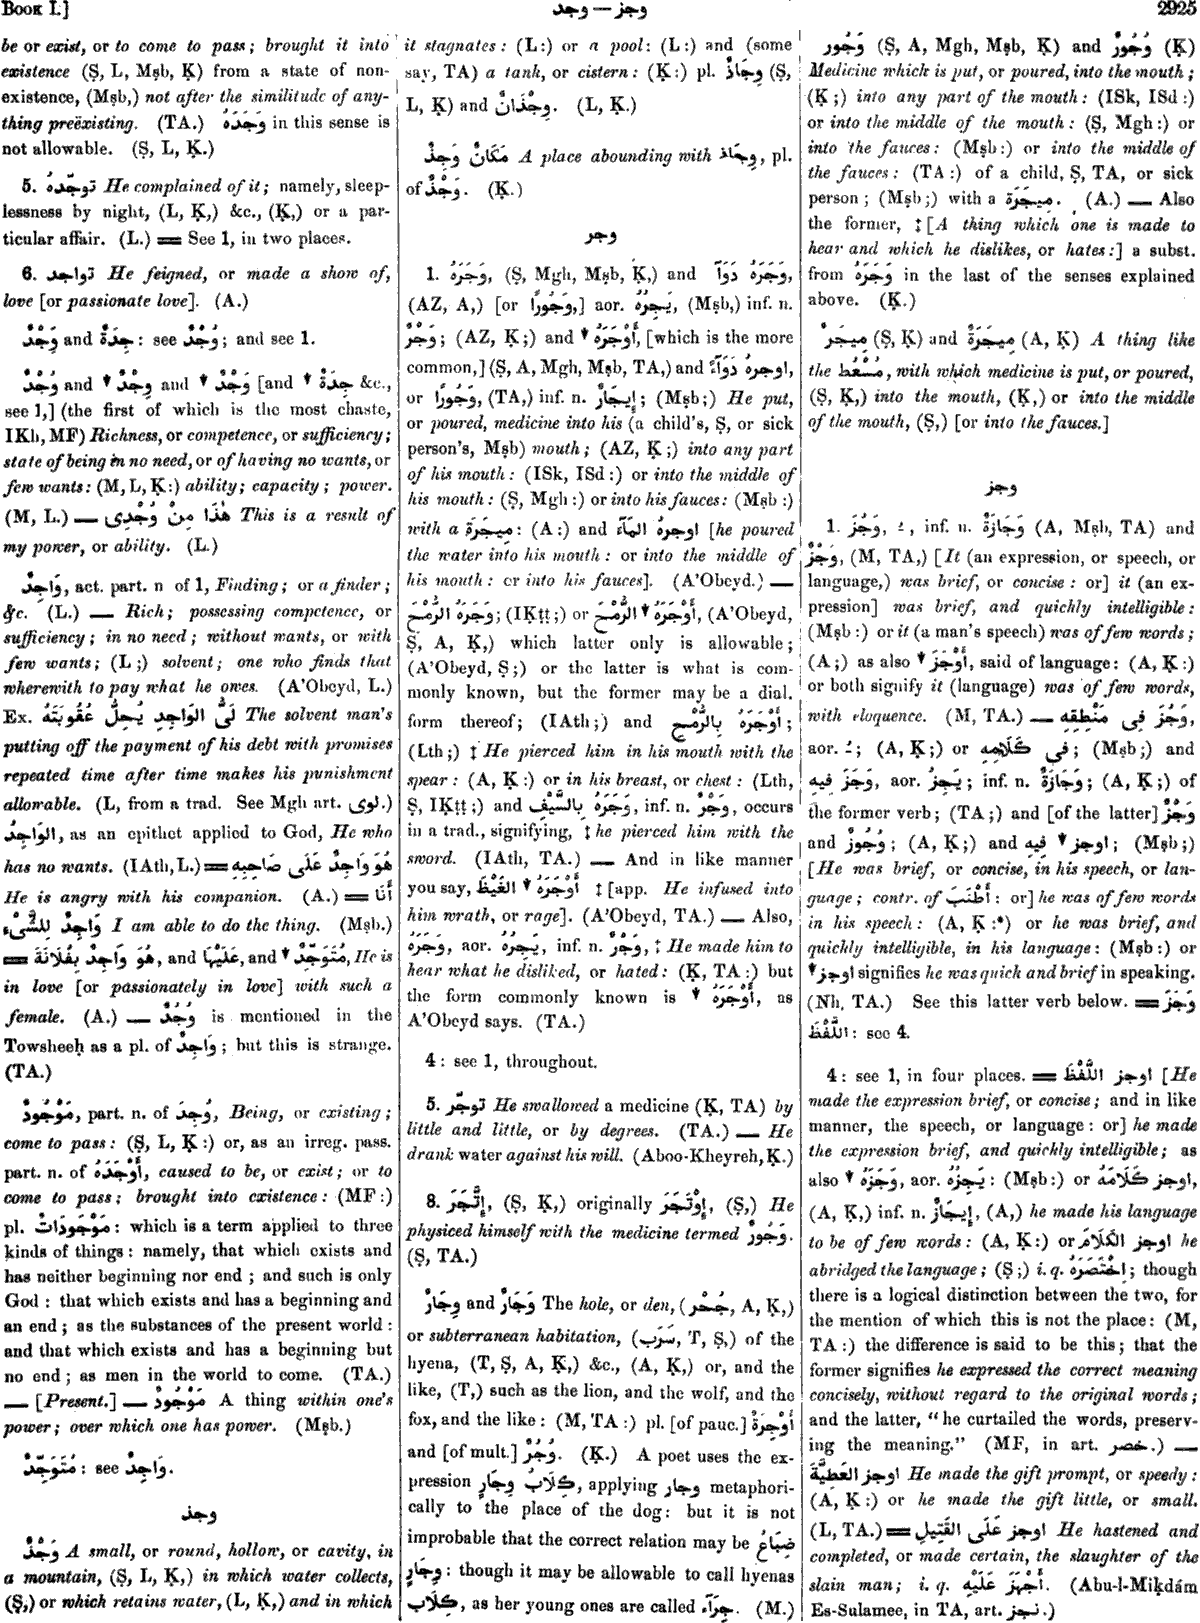 Book I.]
وجز — وجد
2925
be or exist, or to come to pass; brought it into
existence (Ṣ, L, Mṣb, Ḳ) from a state of non-
existence, (Mṣb,) not after the similitude of any-
thing preëxisting. (TA.) وَجَدَهُ in this sense is
not allowable. (Ṣ, L, Ḳ.)
5. توجّدهُ He complained of it; namely, sleep-
lessness by night, (L, Ḳ,) &c., (Ḳ,) or a par-
ticular affair. (L.) ═ See 1, in two places.
6. تواجد He feigned, or made a show of,
love [or passionate love]. (A.)
وَجْدٌ and جِدَةٌ : see وُجْدٌ; and see 1.
وُجْدٌ and ▾ وِجْدٌ and ▾ وَجْدٌ [and ▾ جِدَةٌ &c.,
see 1,] (the first of which is the most chaste,
IKh, MF) Richness, or competence, or sufficiency;
state of being in no need, or of having no wants, or
few wants: (M, L, Ḳ:) ability; capacity; power.
(M, L.) — هٰذَا مِنْ وُجْدِى This is a result of
my power, or ability. (L.)
وَاجِدٌ, act. part. n of 1, Finding; or a finder;
&c. (L.) — Rich; possessing competence, or
sufficiency; in no need; without wants, or with
few wants; (L;) solvent; one who finds that
wherewith to pay what he owes. (A'Obeyd, L.)
Ex. لَىُّ الوَاجِدِ يُحِلُّ عُقُوبَتَهُ The solvent man's
putting off the payment of his debt with promises
repeated time after time makes his punishment
allowable. (L, from a trad. See Mgh art. لوى.)
الوَاجِدُ, as an epithet applied to God, He who
has no wants. (IAth, L.) ═ هُوَ وَاجِدٌ عَلَى صَاحِبِهِ
He is angry with his companion. (A.) ═ أَنَا
وَاجِدٌ لِلشَّىْءِ I am able to do the thing. (Mṣb.)
═ هُوَ وَاجِدٌ بِفُلَانَةَ, and عَلَيْهَا, and ▾ مُتَوَجِّدٌ, He is
in love [or passionately in love] with such a
female. (A.) — وُجُدٌ is mentioned in the
Towsheeḥ as a pl. of وَاجِدٌ; but this is strange.
(TA.)
مَوْجُودٌ, part. n. of وُجِدَ, Being, or existing;
come to pass: (Ṣ, L, Ḳ:) or, as an irreg. pass.
part. n. of أَوْجَدَهُ, caused to be, or exist; or to
come to pass; brought into existence: (MF:)
pl. مَوْجُودَاتٌ: which is a term applied to three
kinds of things: namely, that which exists and
has neither beginning nor end; and such is only
God: that which exists and has a beginning and
an end; as the substances of the present world:
and that which exists and has a beginning but
no end; as men in the world to come. (TA.)
— [Present.] — مَوْجُودٌ A thing within one's
power; over which one has power. (Mṣb.)
مُتَوَجِّدٌ: see وَاجِدٌ.
وجذ
وَجْذٌ A small, or round, hollow, or cavity, in
a mountain, (Ṣ, L, Ḳ,) in which water collects,
(Ṣ,) or which retains water, (L, Ḳ,) and in which
it stagnates: (L:) or a pool: (L:) and (some
say, TA) a tank, or cistern: (Ḳ:) pl. وِجَاذٌ (Ṣ,
L, Ḳ) and وِجْذَانٌ. (L, Ḳ.)
مَكَانٌ وَجِذٌ A place abounding with وِجَاذ, pl.
of وَجْذٌ. (Ḳ.)
وجر
1. وَجَرَهُ, (Ṣ, Mgh, Mṣb, Ḳ,) and وَجَرَهُ دَوَآءً,
(AZ, A,) [or وَجُورًا,] aor. يَجِرُهُ, (Mṣb,) inf. n.
وَجْرٌ; (AZ, Ḳ;) and ▾ أَوْجَرَهُ, [which is the more
common,] (Ṣ, A, Mgh, Mṣb, TA,) and اوجرهُ دَوَآءً,
or وَجُورًا, (TA,) inf. n. إِيجَارٌ; (Mṣb;) He put,
or poured, medicine into his (a child's, Ṣ, or sick
person's, Mṣb) mouth; (AZ, Ḳ;) into any part
of his mouth: (ISk, ISd:) or into the middle of
his mouth: (Ṣ, Mgh:) or into his fauces: (Mṣb:)
with a مِيجَرَة: (A:) and اوجرهُ المَآءَ [he poured
the water into his mouth: or into the middle of
his mouth: or into his fauces]. (A'Obeyd.) —
وَجَرَهُ الرُّمْحَ; (IḲṭṭ;) or ▾ أَوْجَرَهُ الرُّمْحَ, (A'Obeyd,
Ṣ, A, Ḳ,) which latter only is allowable;
(A'Obeyd, Ṣ;) or the latter is what is com-
monly known, but the former may be a dial.
form thereof; (IAth;) and أَوْجَرَهُ بِالرُّمْحِ;
(Lth;) ‡ He pierced him in his mouth with the
spear: (A, Ḳ:) or in his breast, or chest: (Lth,
Ṣ, IḲṭṭ;) and وَجَرَهُ بِالسَّيْفِ, inf. n. وَجْرٌ, occurs
in a trad., signifying, ‡ he pierced him with the
sword. (IAth, TA.) — And in like manner
you say, أَوْجَرَهُ ▾ الغَيْظَ ‡ [app. He infused into
him wrath, or rage]. (A'Obeyd, TA.) — Also,
وَجَرَهُ, aor. يَجِرُهُ, inf. n. وَجْرٌ, ‡ He made him to
hear what he disliked, or hated: (Ḳ, TA:) but
the form commonly known is ▾ أَوْجَرَهُ, as
A'Obeyd says. (TA.)
4: see 1, throughout.
5. توجّر He swallowed a medicine (Ḳ, TA) by
little and little, or by degrees. (TA.) — He
drank water against his will. (Aboo-Kheyreh, Ḳ.)
8. اِتَّجَرَ, (Ṣ, Ḳ,) originally اِوْتَجَرَ, (Ṣ,) He
physiced himself with the medicine termed وَجُورٌ.
(Ṣ, TA.)
وِجَارٌ and وَجَارٌ The hole, or den, (جُحْر, A, Ḳ,)
or subterranean habitation, (سَرَب, T, Ṣ,) of the
hyena, (T, Ṣ, A, Ḳ,) &c., (A, Ḳ,) or, and the
like, (T,) such as the lion, and the wolf, and the
fox, and the like: (M, TA:) pl. [of pauc.] أَوْجِرَةٌ
and [of mult.] وُجُرٌ. (Ḳ.) A poet uses the ex-
pression كِلَابُ وِجَارٍ, applying وجار metaphori-
cally to the place of the dog: but it is not
improbable that the correct relation may be ضِبَاعُ
وِجَارٍ: though it may be allowable to call hyenas
كِلَاب, as her young ones are called جِرَآء. (M.)
وَجُور (Ṣ, A, Mgh, Mṣb, Ḳ) and وُجُورٌ (Ḳ)
Medicine which is put, or poured, into the mouth;
(Ḳ;) into any part of the mouth: (ISk, ISd:)
or into the middle of the mouth: (Ṣ, Mgh:) or
into the fauces: (Mṣb:) or into the middle of
the fauces: (TA:) of a child, Ṣ, TA, or sick
person; (Mṣb;) with a مِيجَرَة. (A.) — Also
the former, ‡ [A thing which one is made to
hear and which he dislikes, or hates:] a subst.
from وَجَرَهُ in the last of the senses explained
above. (Ḳ.)
مِيجَرٌ (Ṣ, Ḳ) and مِيجَرَةٌ (A, Ḳ) A thing like
the مُسْعُط, with which medicine is put, or poured,
(Ṣ, Ḳ,) into the mouth, (Ḳ,) or into the middle
of the mouth, (Ṣ,) [or into the fauces.]
وجز
1. وَجُزَ, ـُ, inf. n. وَجَازَةٌ (A, Mṣb, TA) and
وَجْزٌ, (M, TA,) [It (an expression, or speech, or
language,) was brief, or concise: or] it (an ex-
pression] was brief, and quickly intelligible:
(Mṣb:) or it (a man's speech) was of few words;
(A;) as also ▾ أَوْجَزَ, said of language: (A, Ḳ:)
or both signify it (language) was of few words,
with eloquence. (M, TA.) — وَجُزَ فِى مَنْطِقِهِ,
aor. ـُ; (A, Ḳ;) or فى كَلَامِهِ; (Mṣb;) and
وَجَزَ فيه, aor. يَجِزُ; inf. n. وَجَازَةٌ; (A, Ḳ;) of
the former verb; (TA;) and [of the latter] وَجْزٌ
and وُجُوزٌ; (A, Ḳ;) and ▾ اوجز فِيهِ; (Mṣb;)
[He was brief, or concise, in his speech, or lan-
guage; contr. of أَطْنَبَ: or] he was of few words
in his speech: (A, Ḳ:*) or he was brief, and
quickly intelligible, in his language: (Mṣb:) or
▾ اوجز signifies he was quick and brief in speaking.
(Nh, TA.) See this latter verb below. ═ وَجَزَ
اللَّفْظَ: see 4.
4: see 1, in four places. ═ اوجز اللَّفْظَ [He
made the expression brief, or concise; and in like
manner, the speech, or language: or] he made
the expression brief, and quickly intelligible; as
also ▾ وَجَزَهُ, aor. يَجِزُهُ: (Mṣb:) or اوجز كَلَامَهُ,
(A, Ḳ,) inf. n. إِيجَازٌ, (A,) he made his language
to be of few words: (A, Ḳ:) or اوجز الكَلَامَ he
abridged the language; (Ṣ;) i. q. اِخْتَصَرَهُ; though
there is a logical distinction between the two, for
the mention of which this is not the place: (M,
TA:) the difference is said to be this; that the
former signifies he expressed the correct meaning
concisely, without regard to the original words;
and the latter, "he curtailed the words, preserv-
ing the meaning." (MF, in art. خصر.) —
اوجز العَطِيَّةَ He made the gift prompt, or speedy:
(A, Ḳ:) or he made the gift little, or small.
(L, TA.) ═ اوجز عَلَى القَتِيلِ He hastened and
completed, or made certain, the slaughter of the
slain man; i. q. أَجْهَزَ عَلَيْهِ. (Abu-l-Miḳdám
Es-Sulamee, in TA, art. نجز.)